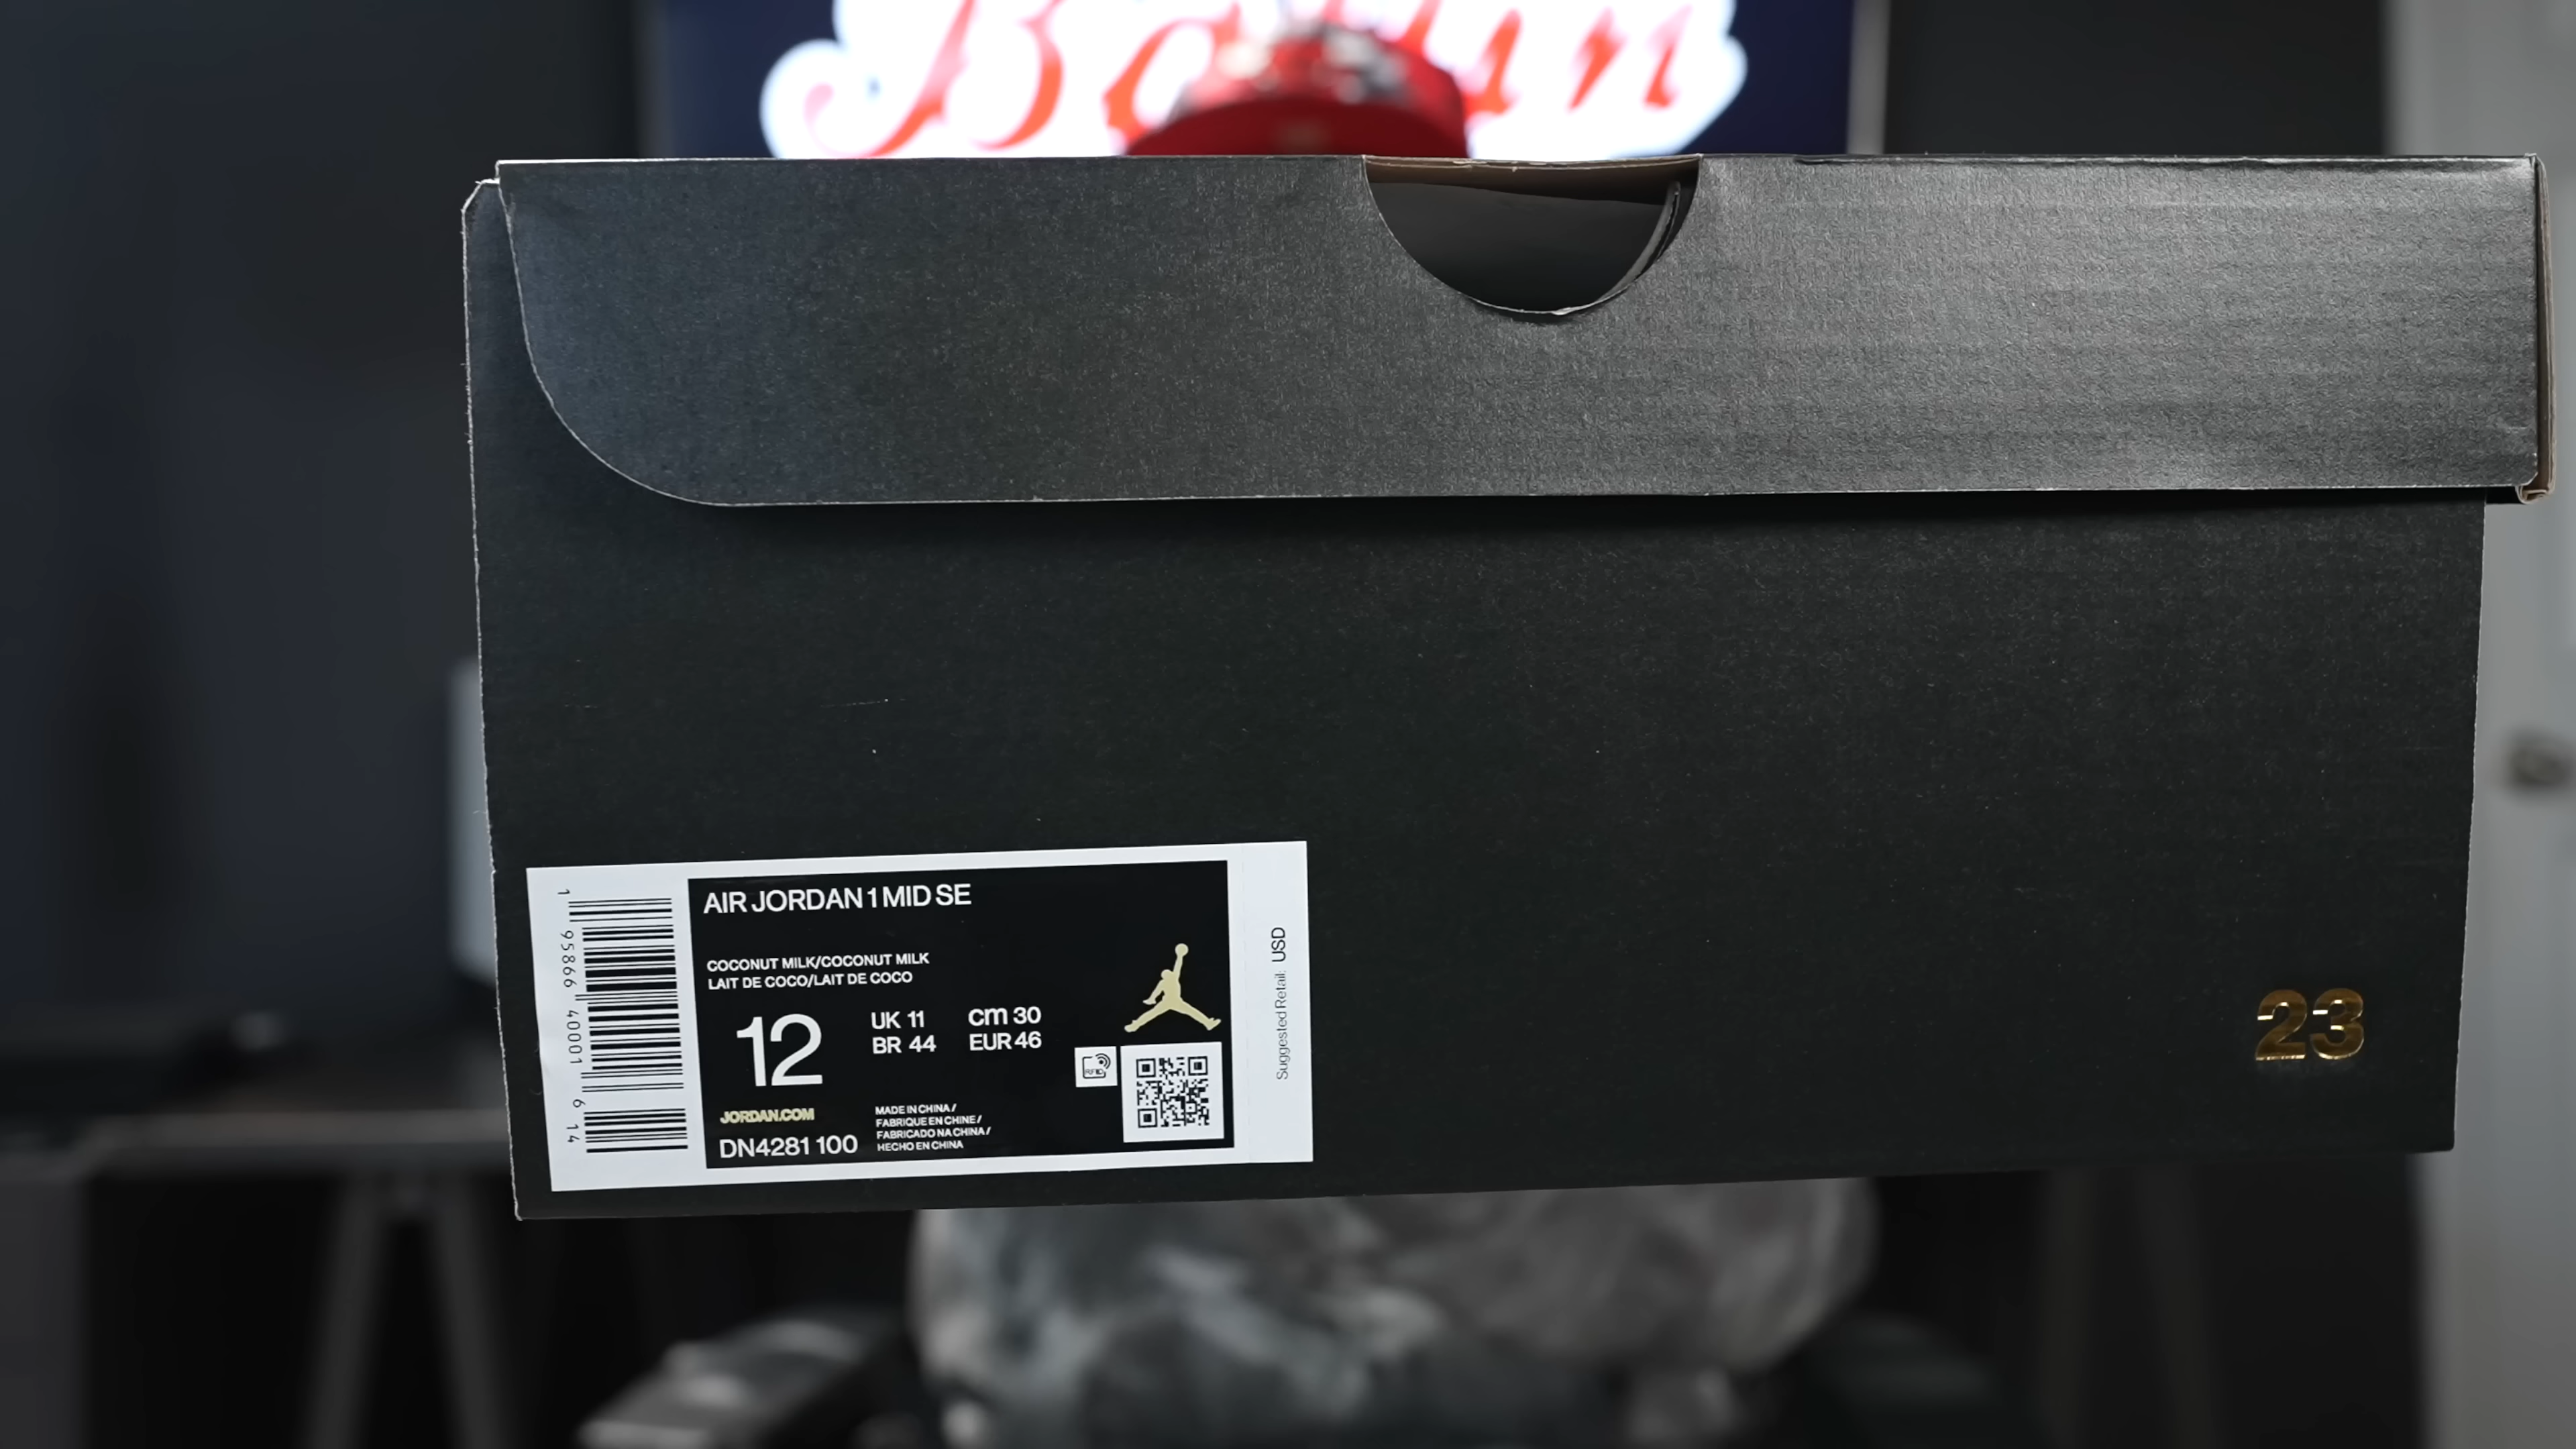 AIR JORDAN 1 MID SE
COCONUT MILK/COCONUT MILK
LAIT DE COCO/LAIT DE COCO
12
UK 11
BR 44
cm 30
EUR 46
JORDAN.COM
DN4281 100
MADE IN CHINA /
FABRIQUE EN CHINE /
FABRICADO NA CHINA /
HECHO EN CHINA
RFID
1 95866 40001 6 14
Suggested Retail: USD
23